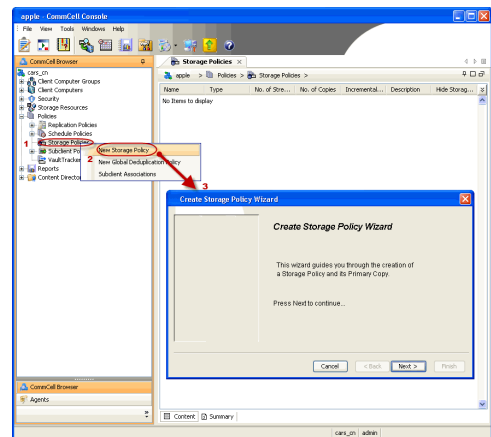 apple - CommCell Console
File View Tools Windows Help
CommCell Browser
cars_cn
Client Computer Groups
Client Computers
Security
Storage Resources
Policies
Replication Policies
Schedule Policies
1 Storage Policies
Subclient Po
VaultTracker
Reports
Content Director
Storage Policies
apple > Policies > Storage Policies >
Name Type No. of Stre... No. of Copies Incremental... Description Hide Storag...
No Items to display
New Storage Policy
2
New Global Deduplication Policy
Subclient Associations
3
Create Storage Policy Wizard
Create Storage Policy Wizard
This wizard guides you through the creation of
a Storage Policy and its Primary Copy.
Press Next to continue...
Cancel < Back Next > Finish
CommCell Browser
Agents
Content Summary
cars_cn admin